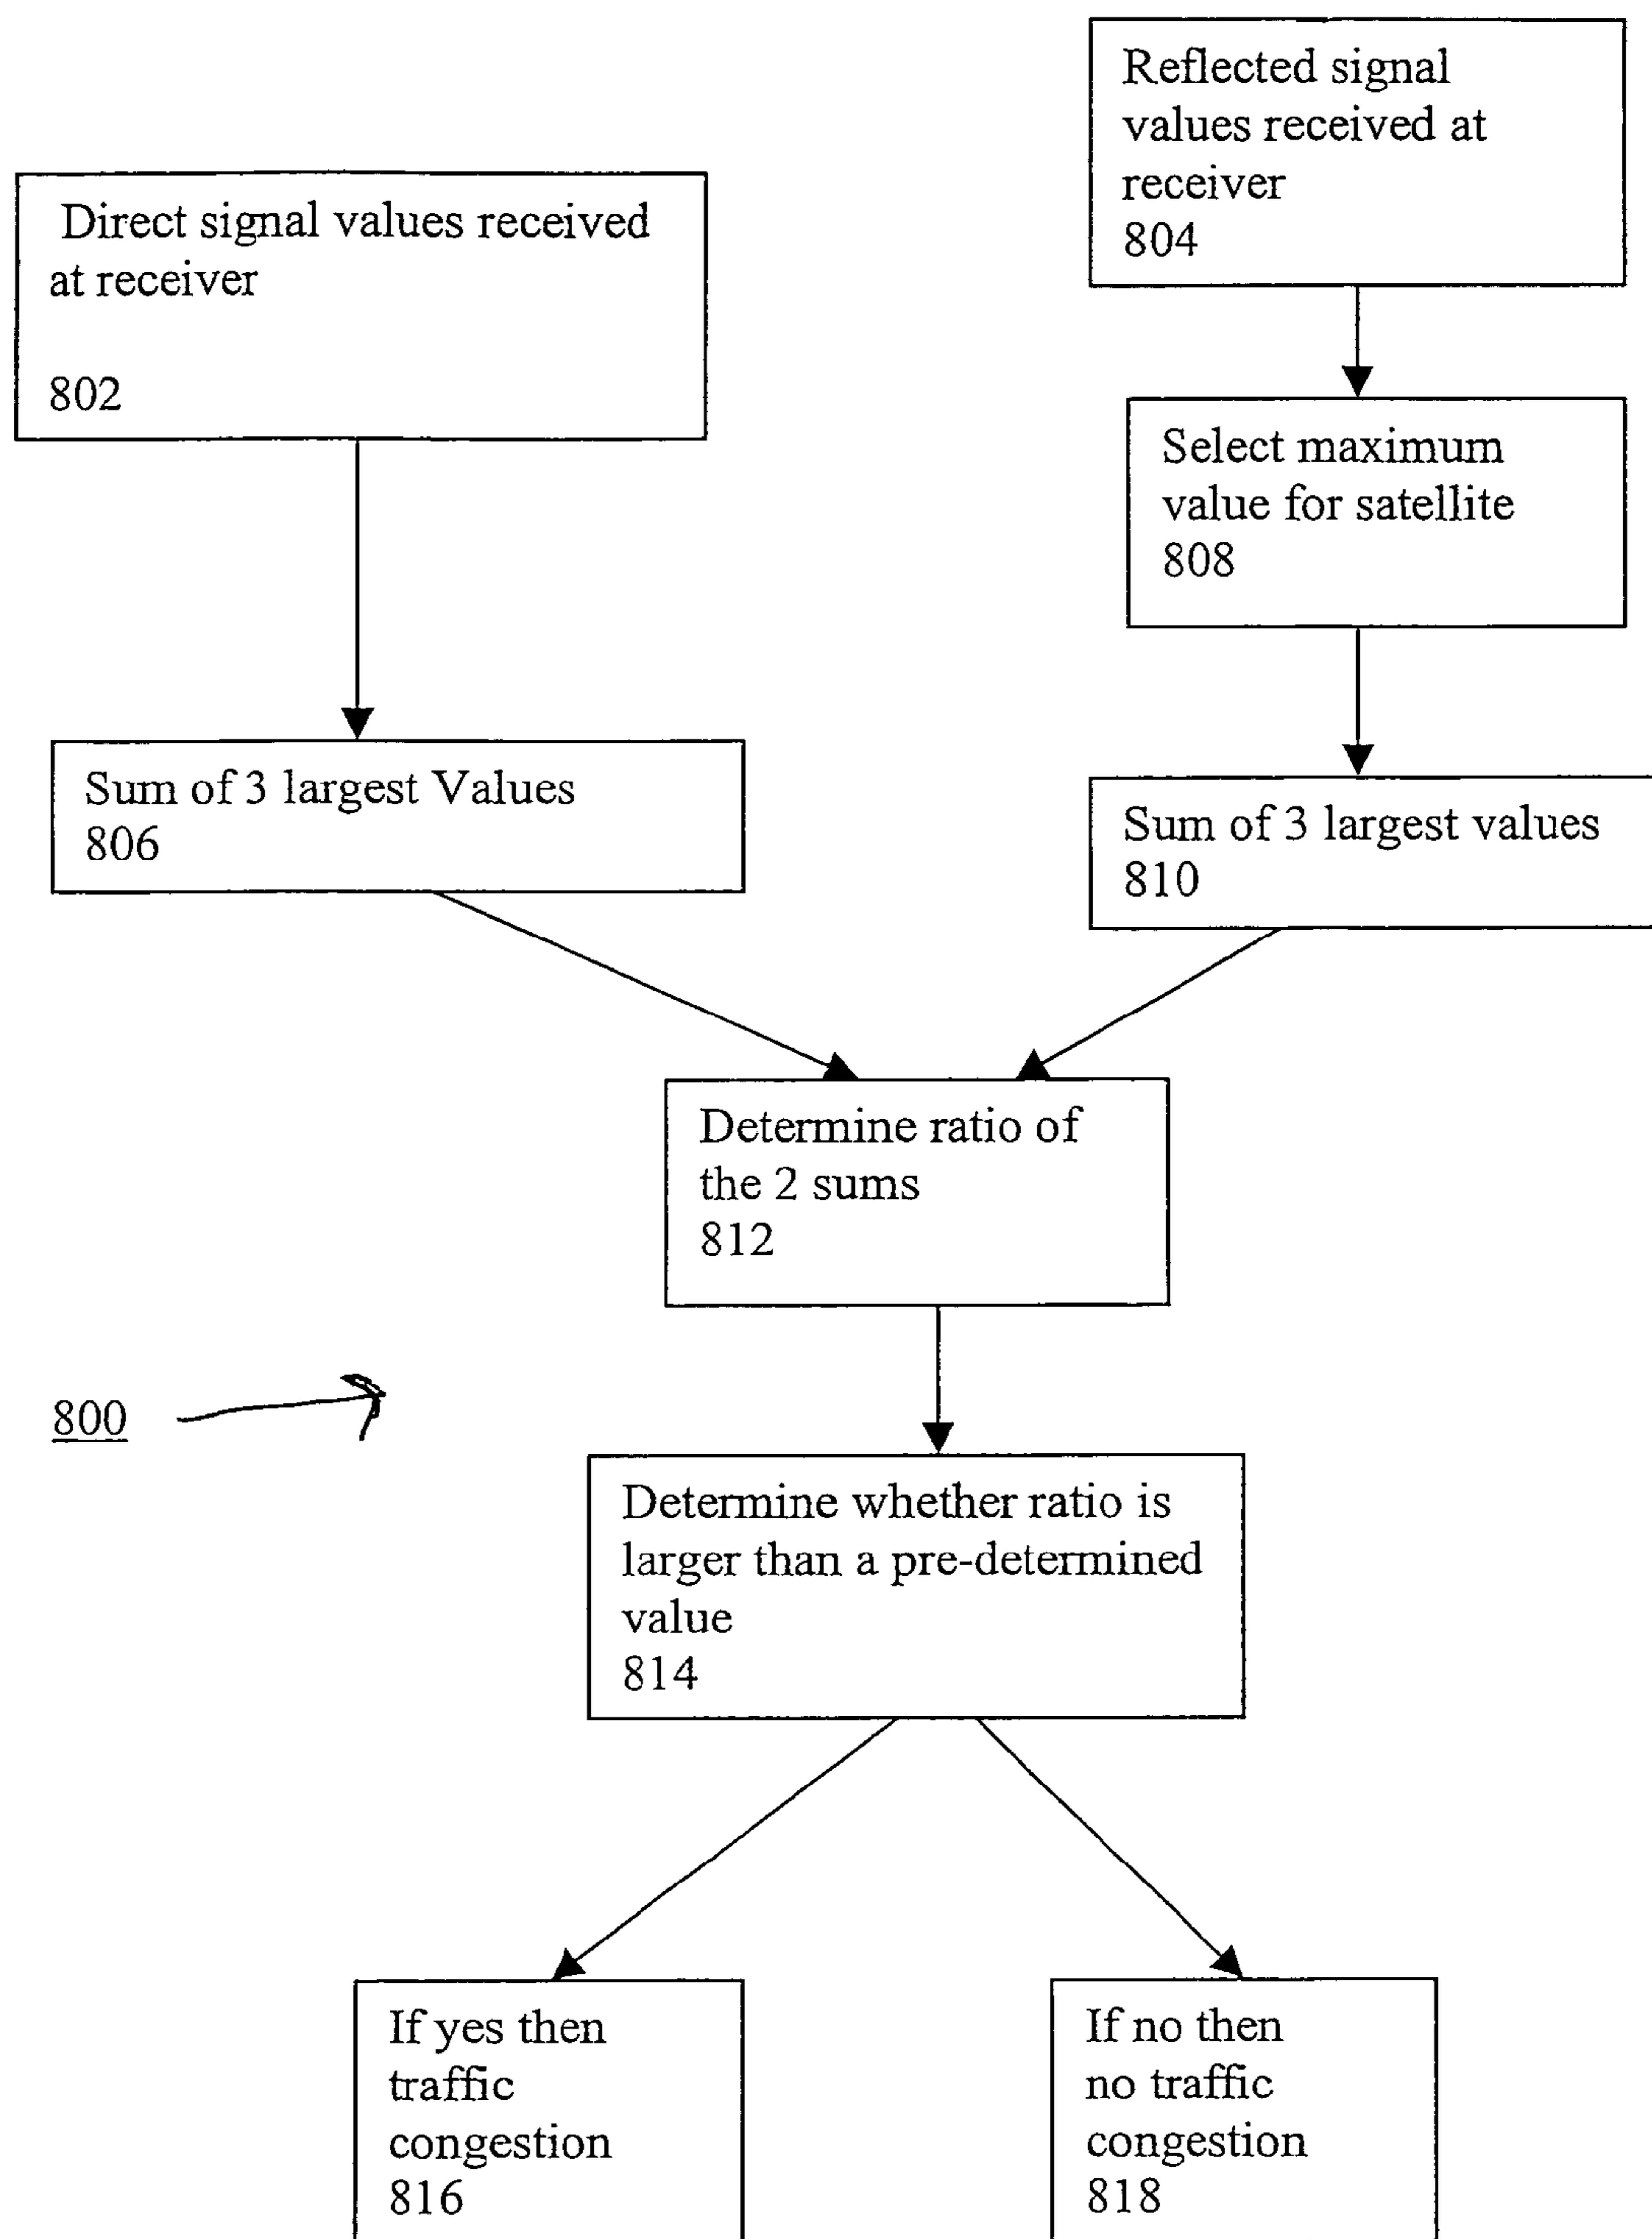 Reflected signal
values received at
receiver
804
Direct signal values received
at receiver
802
Select maximum
value for satellite
808
Sum of 3 largest Values
806
Sum of 3 largest values
810
Determine ratio of
the 2 sums
812
800
Determine whether ratio is
larger than a pre-determined
value
814
If yes then
traffic
congestion
816
If no then
no traffic
congestion
818